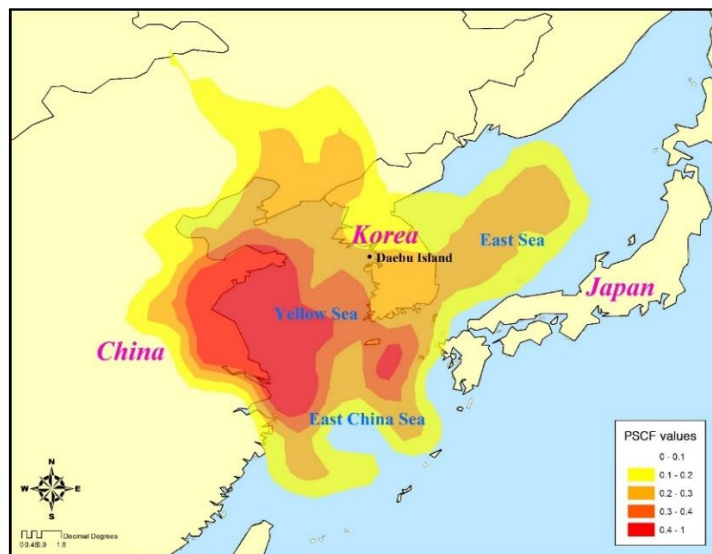 Korea
East Sea
Daebu Island
Japan
Yellow Sea
China
East China Sea
PSCF values
0 - 0.1
0.1 - 0.2
0.2 - 0.3
0.3 - 0.4
0.4 - 1
N
W E
S
Decimal Degrees